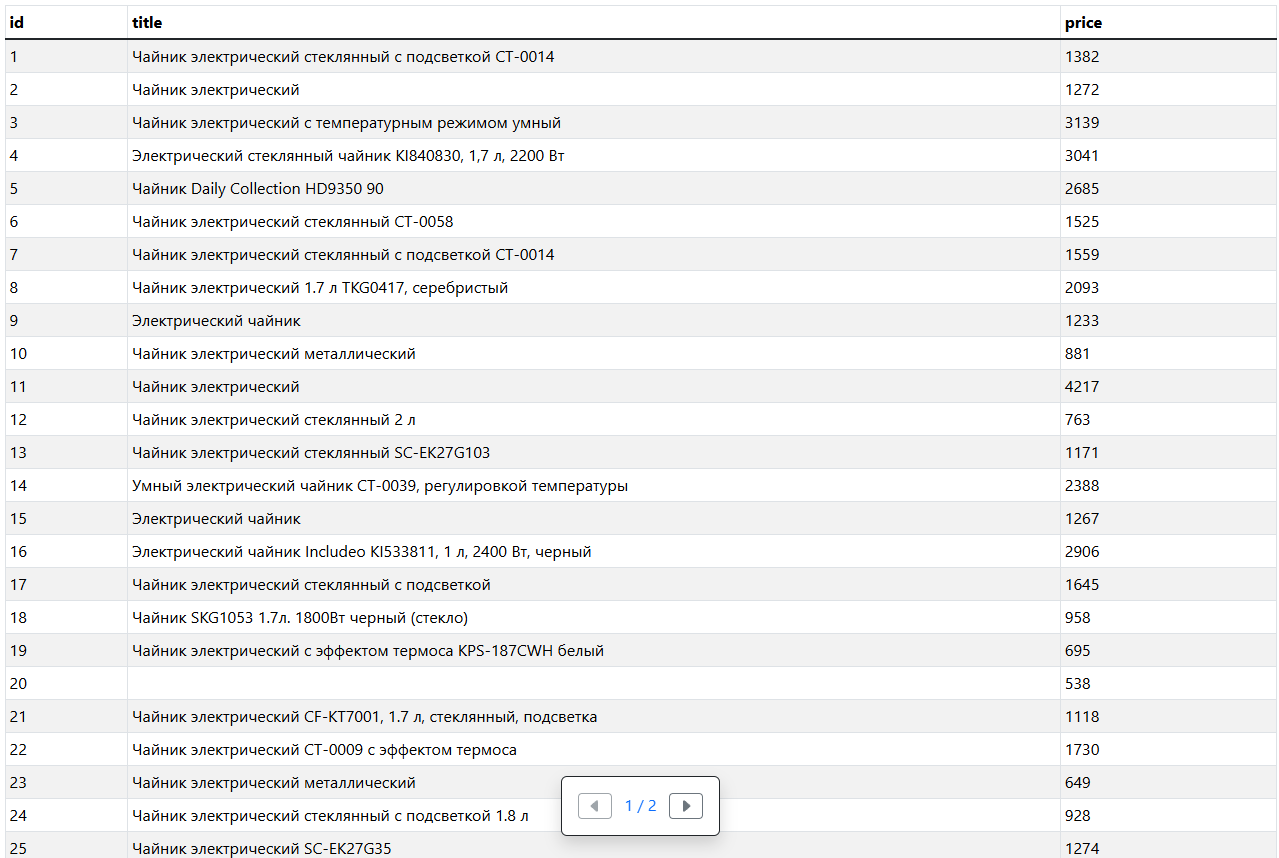 id title price
1 Чайник электрический стеклянный с подсветкой CT-0014 1382
2 Чайник электрический 1272
3 Чайник электрический с температурным режимом умный 3139
4 Электрический стеклянный чайник KI840830, 1,7 л, 2200 Вт 3041
5 Чайник Daily Collection HD9350 90 2685
6 Чайник электрический стеклянный CT-0058 1525
7 Чайник электрический стеклянный с подсветкой CT-0014 1559
8 Чайник электрический 1.7 л TKG0417, серебристый 2093
9 Электрический чайник 1233
10 Чайник электрический металлический 881
11 Чайник электрический 4217
12 Чайник электрический стеклянный 2 л 763
13 Чайник электрический стеклянный SC-EK27G103 1171
14 Умный электрический чайник CT-0039, регулировкой температуры 2388
15 Электрический чайник 1267
16 Электрический чайник Includeo KI533811, 1 л, 2400 Вт, черный 2906
17 Чайник электрический стеклянный с подсветкой 1645
18 Чайник SKG1053 1.7л. 1800Вт черный (стекло) 958
19 Чайник электрический с эффектом термоса KPS-187CWH белый 695
20 538
21 Чайник электрический CF-KT7001, 1.7 л, стеклянный, подсветка 1118
22 Чайник электрический CT-0009 с эффектом термоса 1730
23 Чайник электрический металлический 649
1 / 2
24 Чайник электрический стеклянный с подсветкой 1.8 л 928
25 Чайник электрический SC-EK27G35 1274